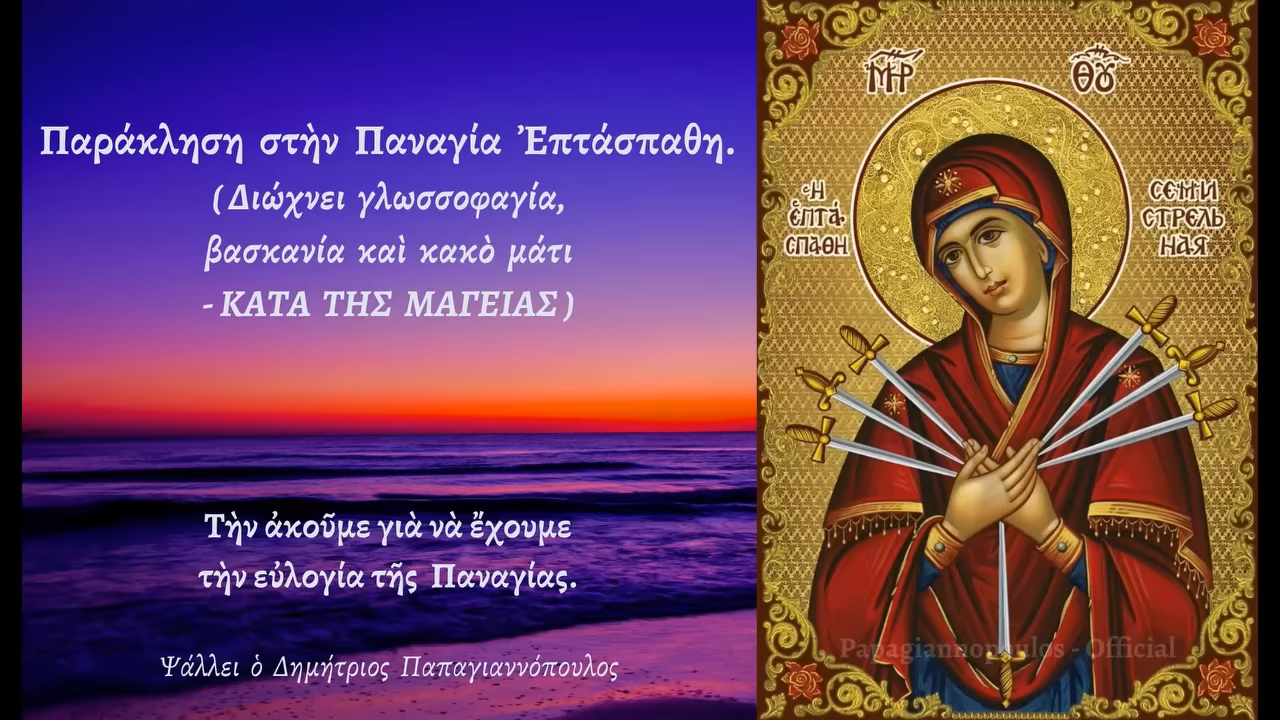 Παράκληση στὴν Παναγία Ἐπτάσπαθη.
(Διώχνει γλωσσοφαγία,
βασκανία καὶ κακὸ μάτι
- ΚΑΤΑ ΤΗΣ ΜΑΓΕΙΑΣ)
Τὴν ἀκοῦμε γιὰ νὰ ἔχουμε
τὴν εὐλογία τῆς Παναγίας.
Ψάλλει ὁ Δημήτριος Παπαγιαννόπουλος
ΜΡ ΘΥ
Ἡ
ἑπτά
σπαθη
СЕМИ
СТРЕЛЬ
НАЯ
Papagiannopoulos - Official